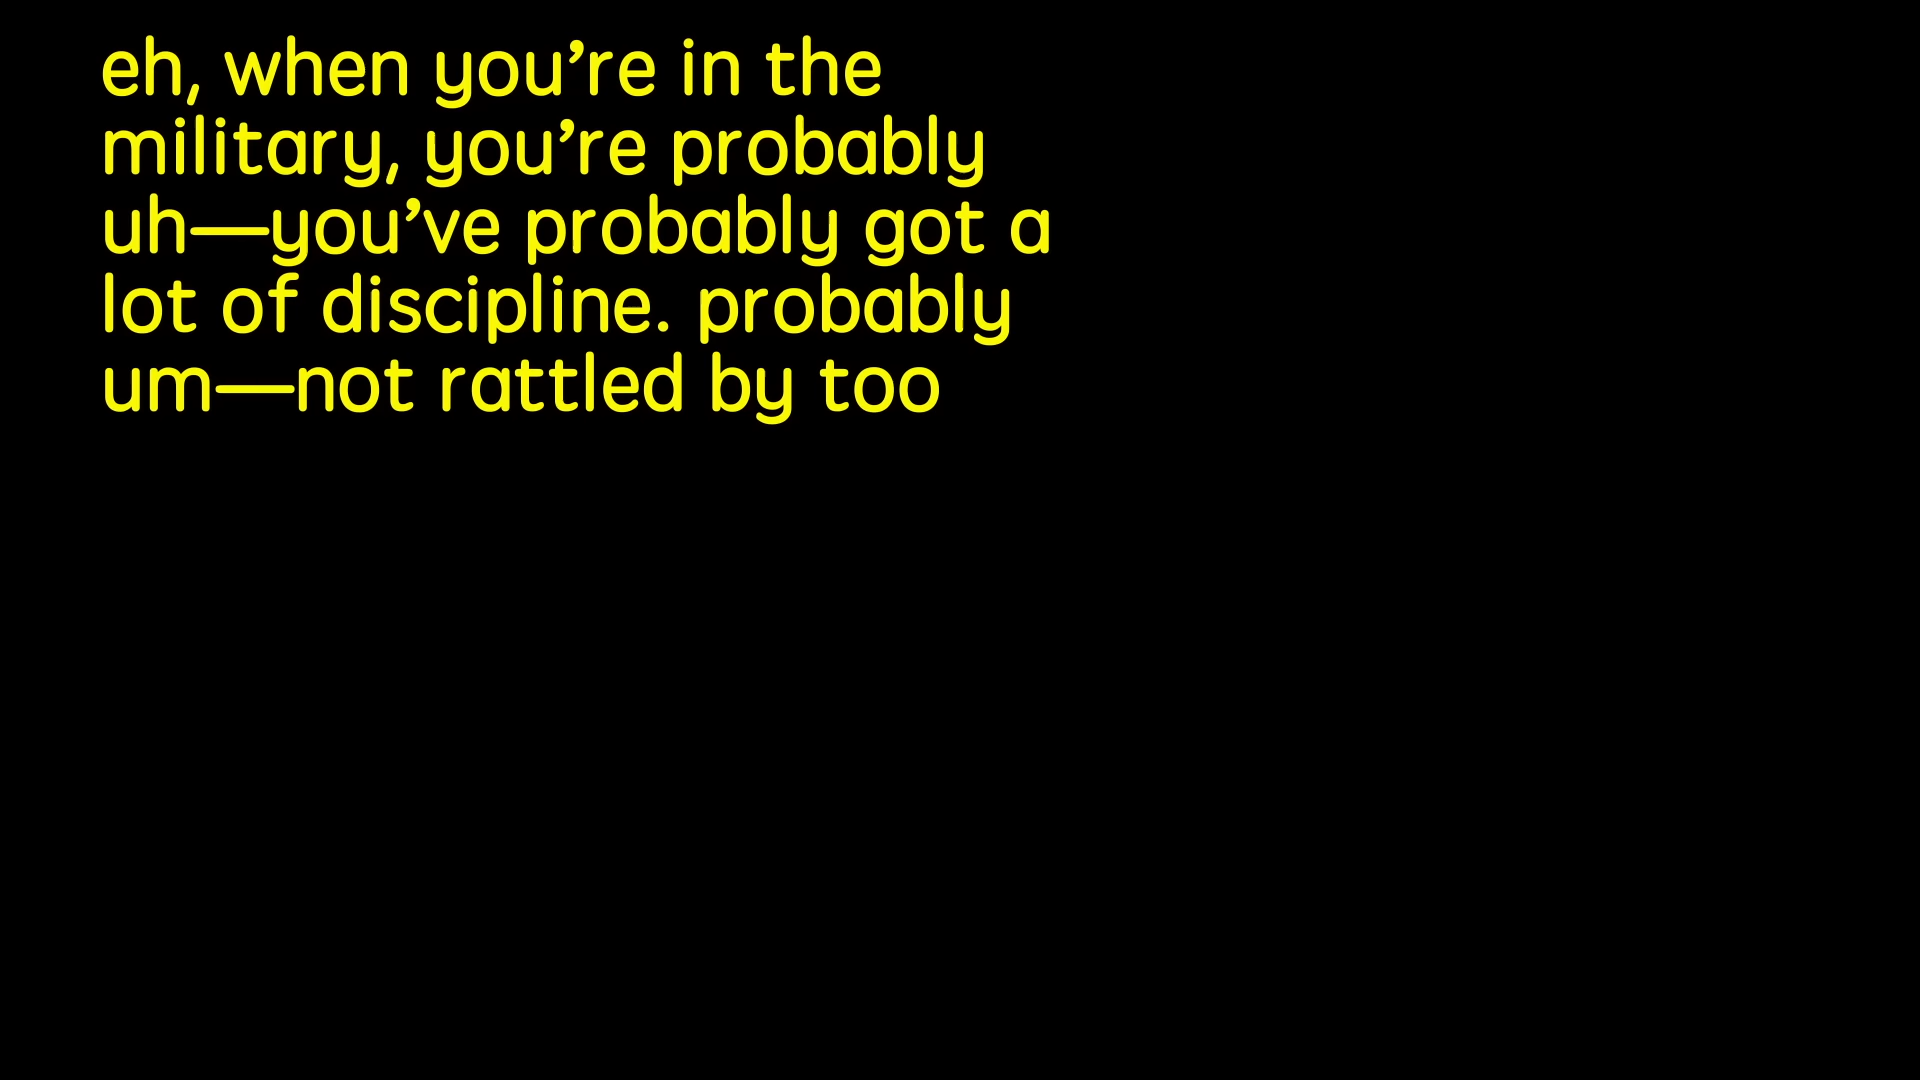 eh, when you’re in the
military, you’re probably
uh—you’ve probably got a
lot of discipline. probably
um—not rattled by too